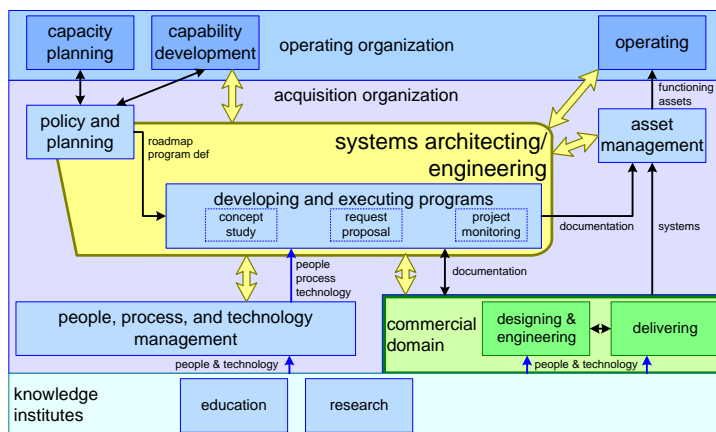 capacity
planning
capability
development
operating organization
operating
acquisition organization
functioning
assets
policy and
planning
roadmap
program def
systems architecting/
engineering
asset
management
developing and executing programs
concept
study
request
proposal
project
monitoring
documentation
systems
people
process
technology
documentation
people, process, and technology
management
commercial
domain
designing &
engineering
delivering
people & technology
people & technology
knowledge
institutes
education
research